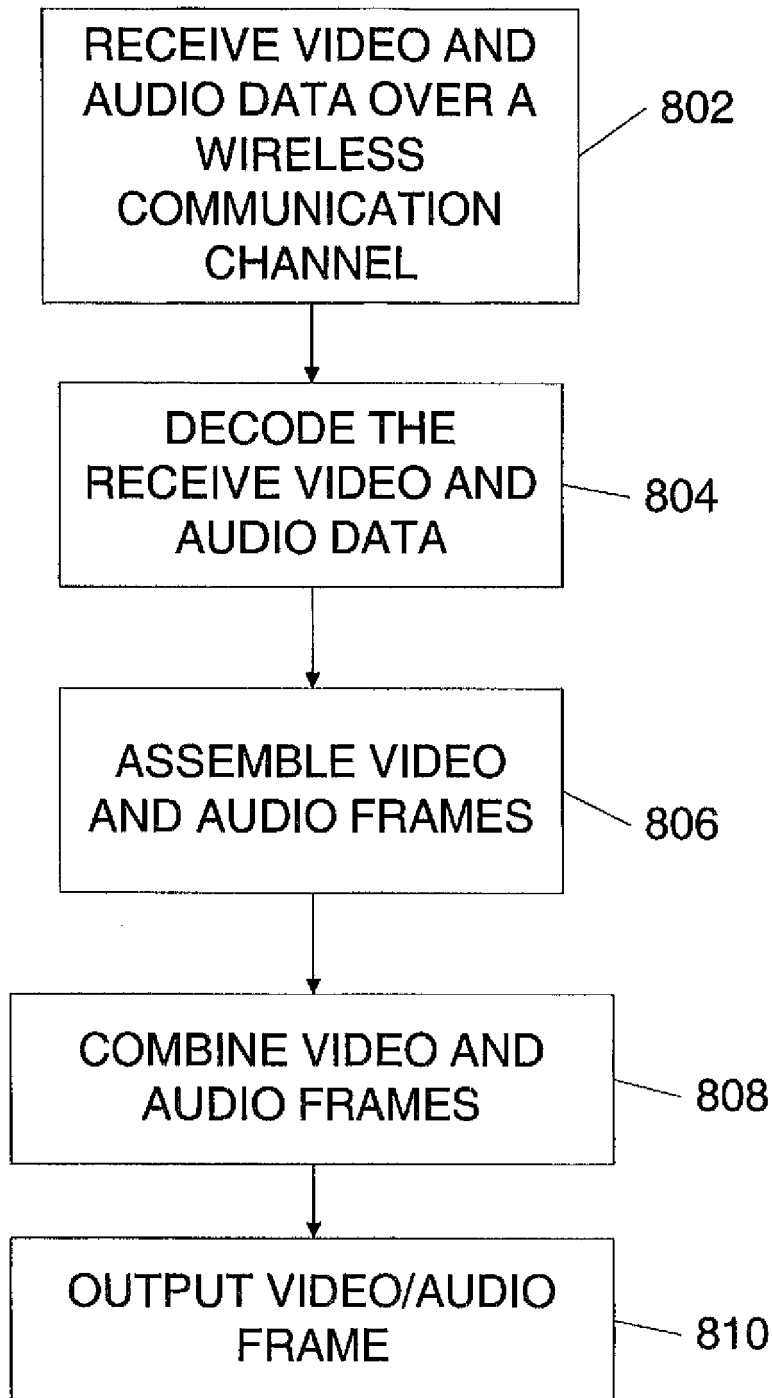 RECEIVE VIDEO AND
AUDIO DATA OVER A
WIRELESS
COMMUNICATION
CHANNEL
802
DECODE THE
RECEIVE VIDEO AND
AUDIO DATA
804
ASSEMBLE VIDEO
AND AUDIO FRAMES
806
COMBINE VIDEO AND
AUDIO FRAMES
808
OUTPUT VIDEO/AUDIO
FRAME
810